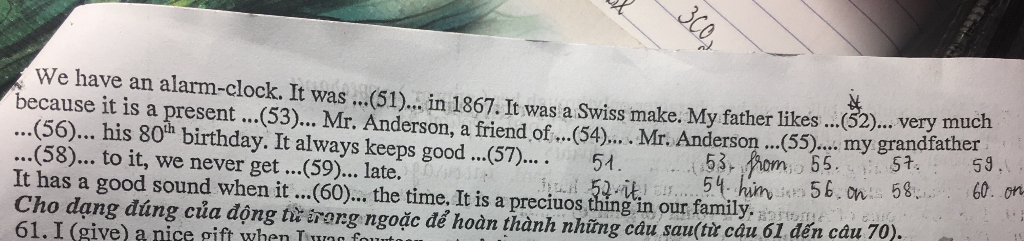 3C0
We have an alarm-clock. It was ...(51)... in 1867. It was a Swiss make. My father likes ...(52)... very much
because it is a present ...(53)... Mr. Anderson, a friend of ...(54)... . Mr. Anderson ...(55).... my grandfather
...(56)... his 80th birthday. It always keeps good ...(57)... .
...(58)... to it, we never get ...(59)... late.
It has a good sound when it ...(60)... the time. It is a preciuos thing in our family.
51. 53. from 55. 57. 59.
52. it 54. him 56. on 58. 60. on
Cho dạng đúng của động từ trong ngoặc để hoàn thành những câu sau(từ câu 61 đến câu 70).
61. I (give) a nice gift when I was